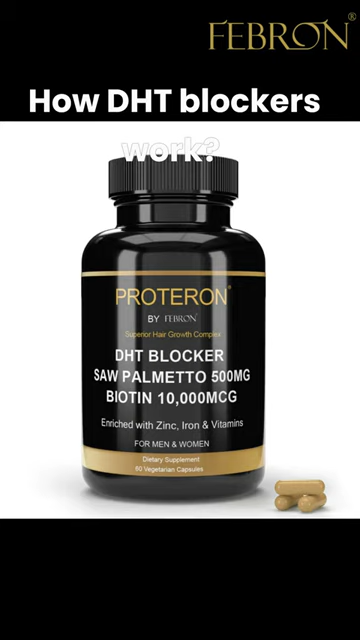 FEBRON®
How DHT blockers
work?
PROTERON®
BY FEBRON®
Superior Hair Growth Complex
DHT BLOCKER
SAW PALMETTO 500MG
BIOTIN 10,000MCG
Enriched with Zinc, Iron & Vitamins
FOR MEN & WOMEN
Dietary Supplement
60 Vegetarian Capsules